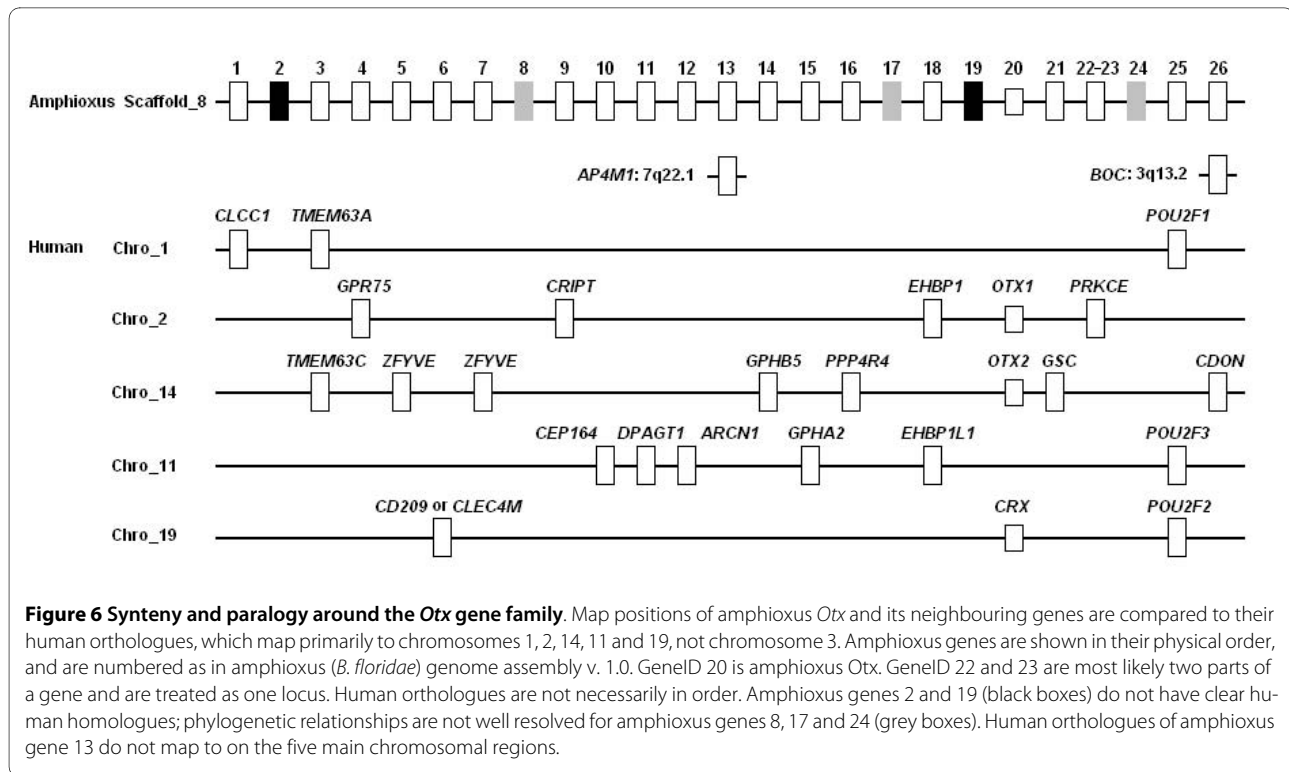 1 2 3 4 5 6 7 8 9 10 11 12 13 14 15 16 17 18 19 20 21 22-23 24 25 26
Amphioxus Scaffold_8
AP4M1: 7q22.1 BOC: 3q13.2
CLCC1 TMEM63A POU2F1
Human Chro_1
GPR75 CRIPT EHBP1 OTX1 PRKCE
Chro_2
TMEM63C ZFYVE ZFYVE GPHB5 PPP4R4 OTX2 GSC CDON
Chro_14
CEP164 DPAGT1 ARCN1 GPHA2 EHBP1L1 POU2F3
Chro_11
CD209 or CLEC4M CRX POU2F2
Chro_19
Figure 6 Synteny and paralogy around the Otx gene family. Map positions of amphioxus Otx and its neighbouring genes are compared to their
human orthologues, which map primarily to chromosomes 1, 2, 14, 11 and 19, not chromosome 3. Amphioxus genes are shown in their physical order,
and are numbered as in amphioxus (B. floridae) genome assembly v. 1.0. GeneID 20 is amphioxus Otx. GeneID 22 and 23 are most likely two parts of
a gene and are treated as one locus. Human orthologues are not necessarily in order. Amphioxus genes 2 and 19 (black boxes) do not have clear hu-
man homologues; phylogenetic relationships are not well resolved for amphioxus genes 8, 17 and 24 (grey boxes). Human orthologues of amphioxus
gene 13 do not map to on the five main chromosomal regions.